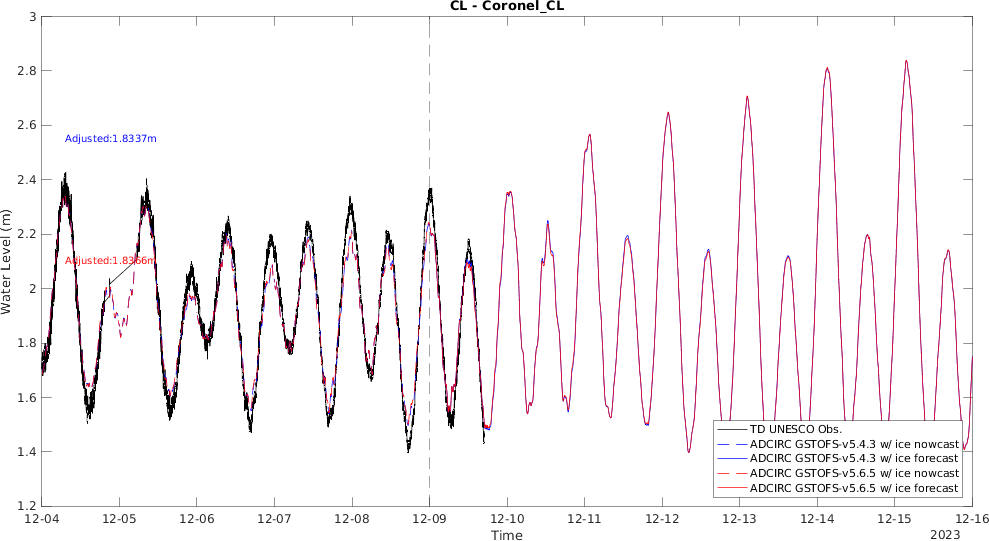 CL - Coronel_CL
3
2.8
2.6
2.4
2.2
2
1.8
1.6
1.4
1.2
Water Level (m)
Adjusted:1.8337m
Adjusted:1.8366m
TD UNESCO Obs.
ADCIRC GSTOFS-v5.4.3 w/ ice nowcast
ADCIRC GSTOFS-v5.4.3 w/ ice forecast
ADCIRC GSTOFS-v5.6.5 w/ ice nowcast
ADCIRC GSTOFS-v5.6.5 w/ ice forecast
12-04 12-05 12-06 12-07 12-08 12-09 12-10 12-11 12-12 12-13 12-14 12-15 12-16
Time
2023